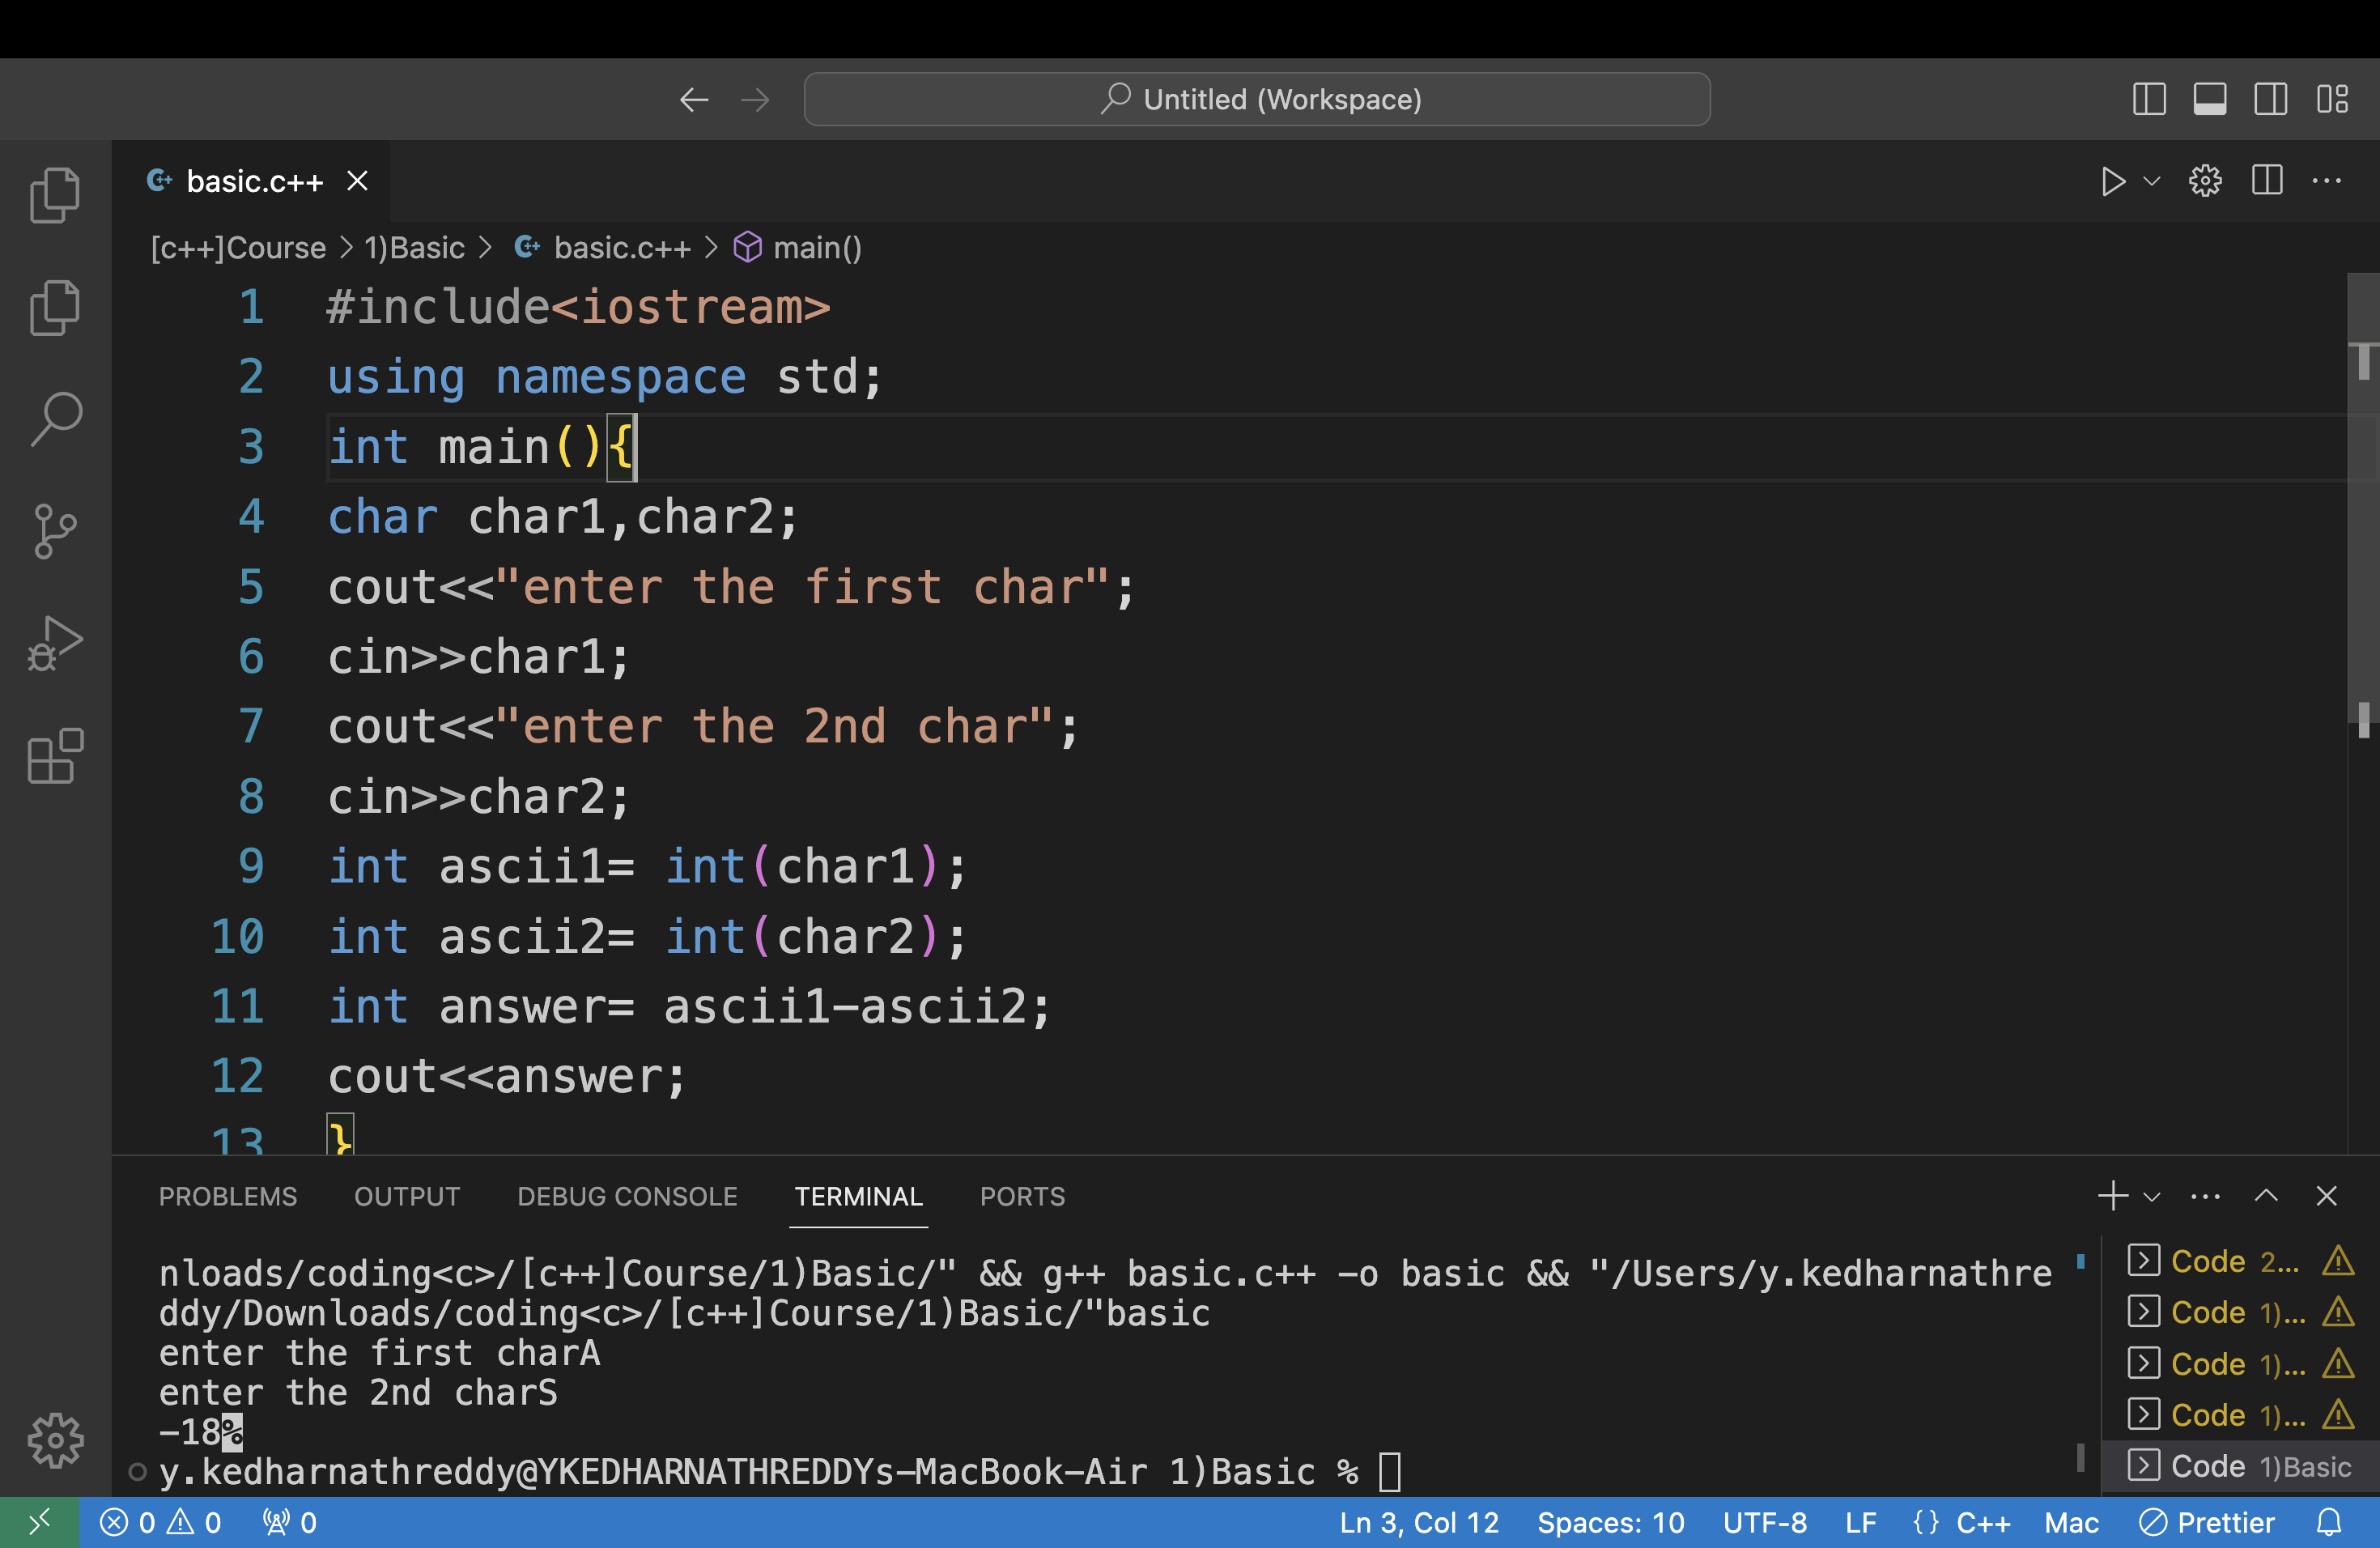 Untitled (Workspace)
basic.c++
[c++]Course > 1)Basic > basic.c++ > main()
1 #include<iostream>
2 using namespace std;
3 int main(){
4 char char1,char2;
5 cout<<"enter the first char";
6 cin>>char1;
7 cout<<"enter the 2nd char";
8 cin>>char2;
9 int ascii1= int(char1);
10 int ascii2= int(char2);
11 int answer= ascii1-ascii2;
12 cout<<answer;
13 }
PROBLEMS OUTPUT DEBUG CONSOLE TERMINAL PORTS
nloads/coding<c>/[c++]Course/1)Basic/" && g++ basic.c++ -o basic && "/Users/y.kedharnathre
ddy/Downloads/coding<c>/[c++]Course/1)Basic/"basic
enter the first charA
enter the 2nd charS
-18%
y.kedharnathreddy@YKEDHARNATHREDDYs-MacBook-Air 1)Basic %
Code 2...
Code 1)...
Code 1)...
Code 1)...
Code 1)Basic
0 0 0 Ln 3, Col 12 Spaces: 10 UTF-8 LF {} C++ Mac Prettier